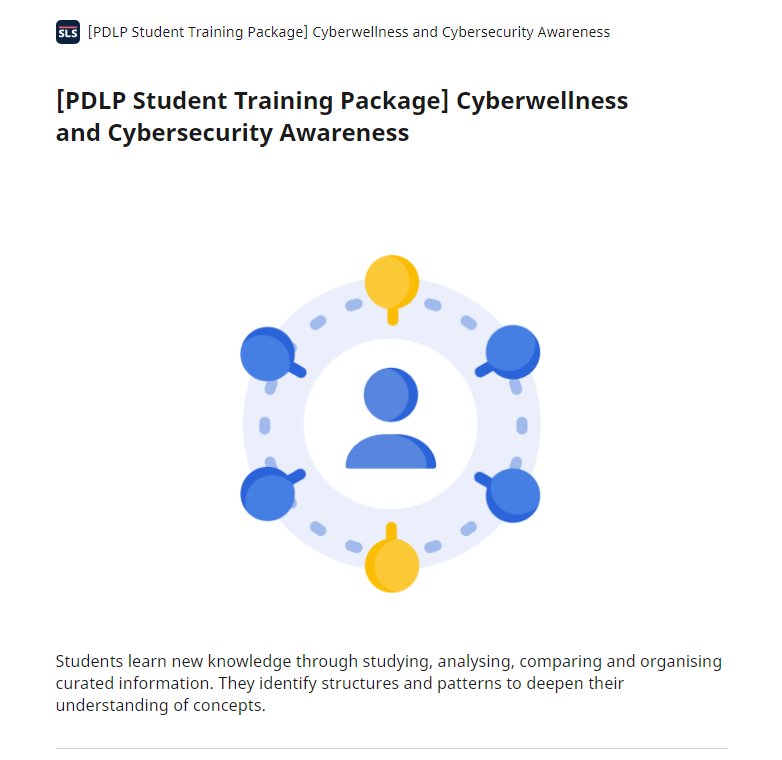 SLS [PDLP Student Training Package] Cyberwellness and Cybersecurity Awareness
[PDLP Student Training Package] Cyberwellness
and Cybersecurity Awareness
Students learn new knowledge through studying, analysing, comparing and organising
curated information. They identify structures and patterns to deepen their
understanding of concepts.